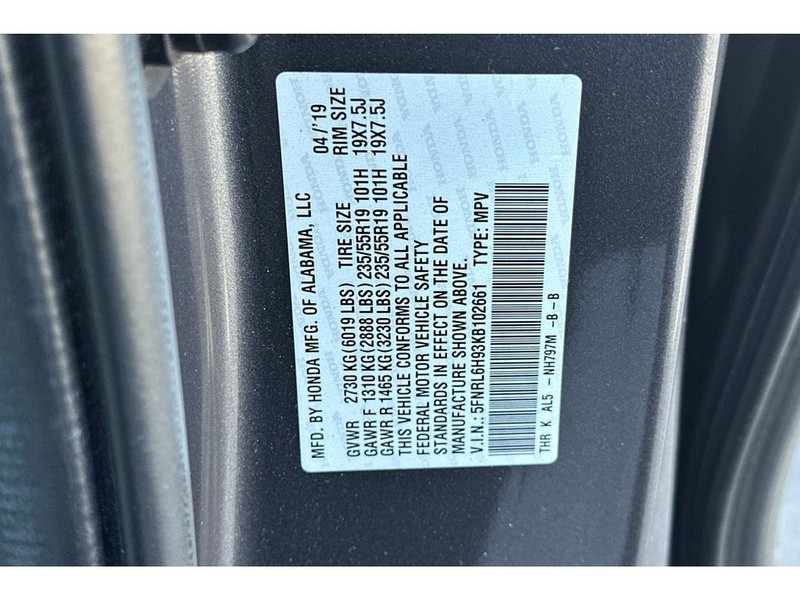 MFD. BY HONDA MFG. OF ALABAMA, LLC 04/'19
GVWR 2730 KG (6019 LBS) TIRE SIZE RIM SIZE
GAWR F 1310 KG (2888 LBS) 235/55R19 101H 19X7.5J
GAWR R 1465 KG (3230 LBS) 235/55R19 101H 19X7.5J
THIS VEHICLE CONFORMS TO ALL APPLICABLE
FEDERAL MOTOR VEHICLE SAFETY
STANDARDS IN EFFECT ON THE DATE OF
MANUFACTURE SHOWN ABOVE.
V.I.N.: 5FNRL6H93KB102661 TYPE: MPV
THR K AL5 -NH797M -B-B